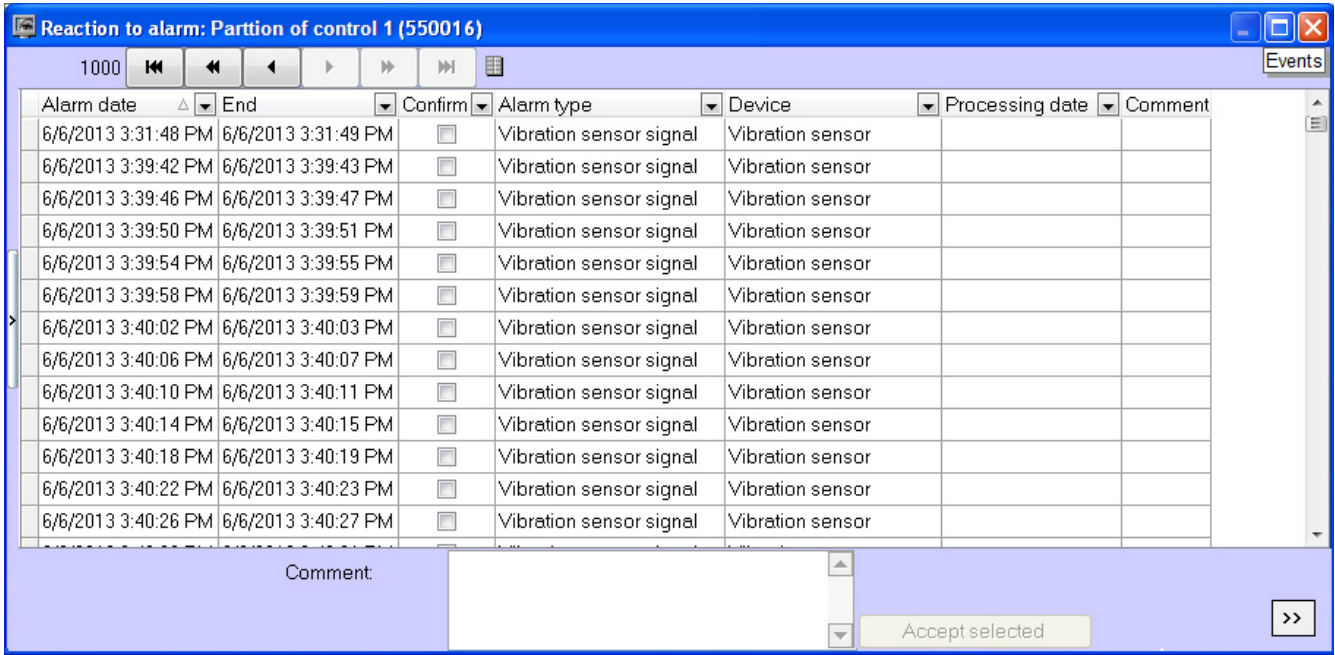 Reaction to alarm: Parttion of control 1 (550016)
1000
Events
Alarm date End Confirm Alarm type Device Processing date Comment
6/6/2013 3:31:48 PM 6/6/2013 3:31:49 PM Vibration sensor signal Vibration sensor
6/6/2013 3:39:42 PM 6/6/2013 3:39:43 PM Vibration sensor signal Vibration sensor
6/6/2013 3:39:46 PM 6/6/2013 3:39:47 PM Vibration sensor signal Vibration sensor
6/6/2013 3:39:50 PM 6/6/2013 3:39:51 PM Vibration sensor signal Vibration sensor
6/6/2013 3:39:54 PM 6/6/2013 3:39:55 PM Vibration sensor signal Vibration sensor
6/6/2013 3:39:58 PM 6/6/2013 3:39:59 PM Vibration sensor signal Vibration sensor
6/6/2013 3:40:02 PM 6/6/2013 3:40:03 PM Vibration sensor signal Vibration sensor
6/6/2013 3:40:06 PM 6/6/2013 3:40:07 PM Vibration sensor signal Vibration sensor
6/6/2013 3:40:10 PM 6/6/2013 3:40:11 PM Vibration sensor signal Vibration sensor
6/6/2013 3:40:14 PM 6/6/2013 3:40:15 PM Vibration sensor signal Vibration sensor
6/6/2013 3:40:18 PM 6/6/2013 3:40:19 PM Vibration sensor signal Vibration sensor
6/6/2013 3:40:22 PM 6/6/2013 3:40:23 PM Vibration sensor signal Vibration sensor
6/6/2013 3:40:26 PM 6/6/2013 3:40:27 PM Vibration sensor signal Vibration sensor
Comment:
>>
Accept selected